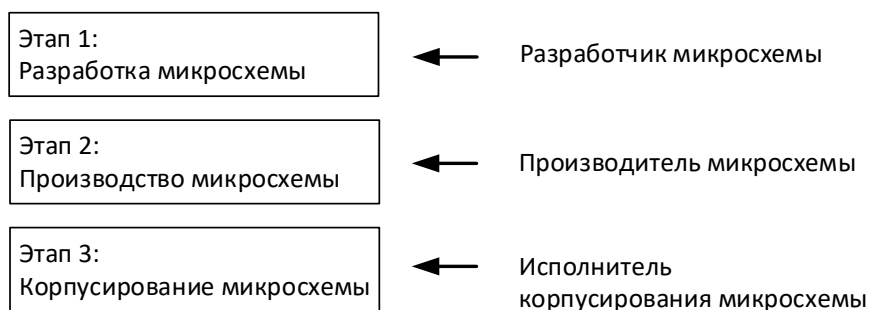 Этап 1:
Разработка микросхемы
Разработчик микросхемы
Этап 2:
Производство микросхемы
Производитель микросхемы
Этап 3:
Корпусирование микросхемы
Исполнитель
корпусирования микросхемы